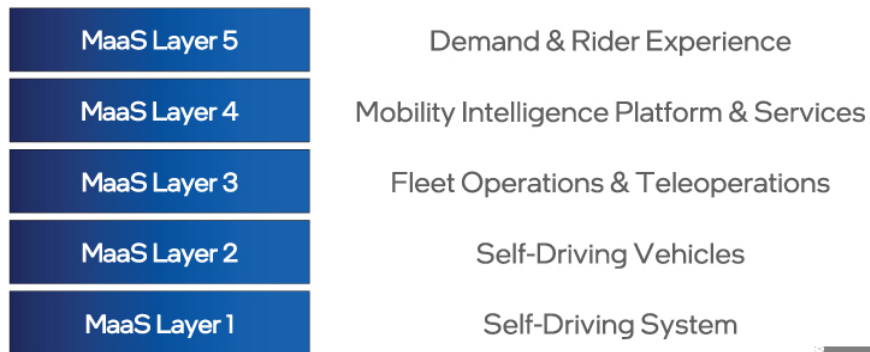 MaaS Layer 5 Demand & Rider Experience
MaaS Layer 4 Mobility Intelligence Platform & Services
MaaS Layer 3 Fleet Operations & Teleoperations
MaaS Layer 2 Self-Driving Vehicles
MaaS Layer 1 Self-Driving System